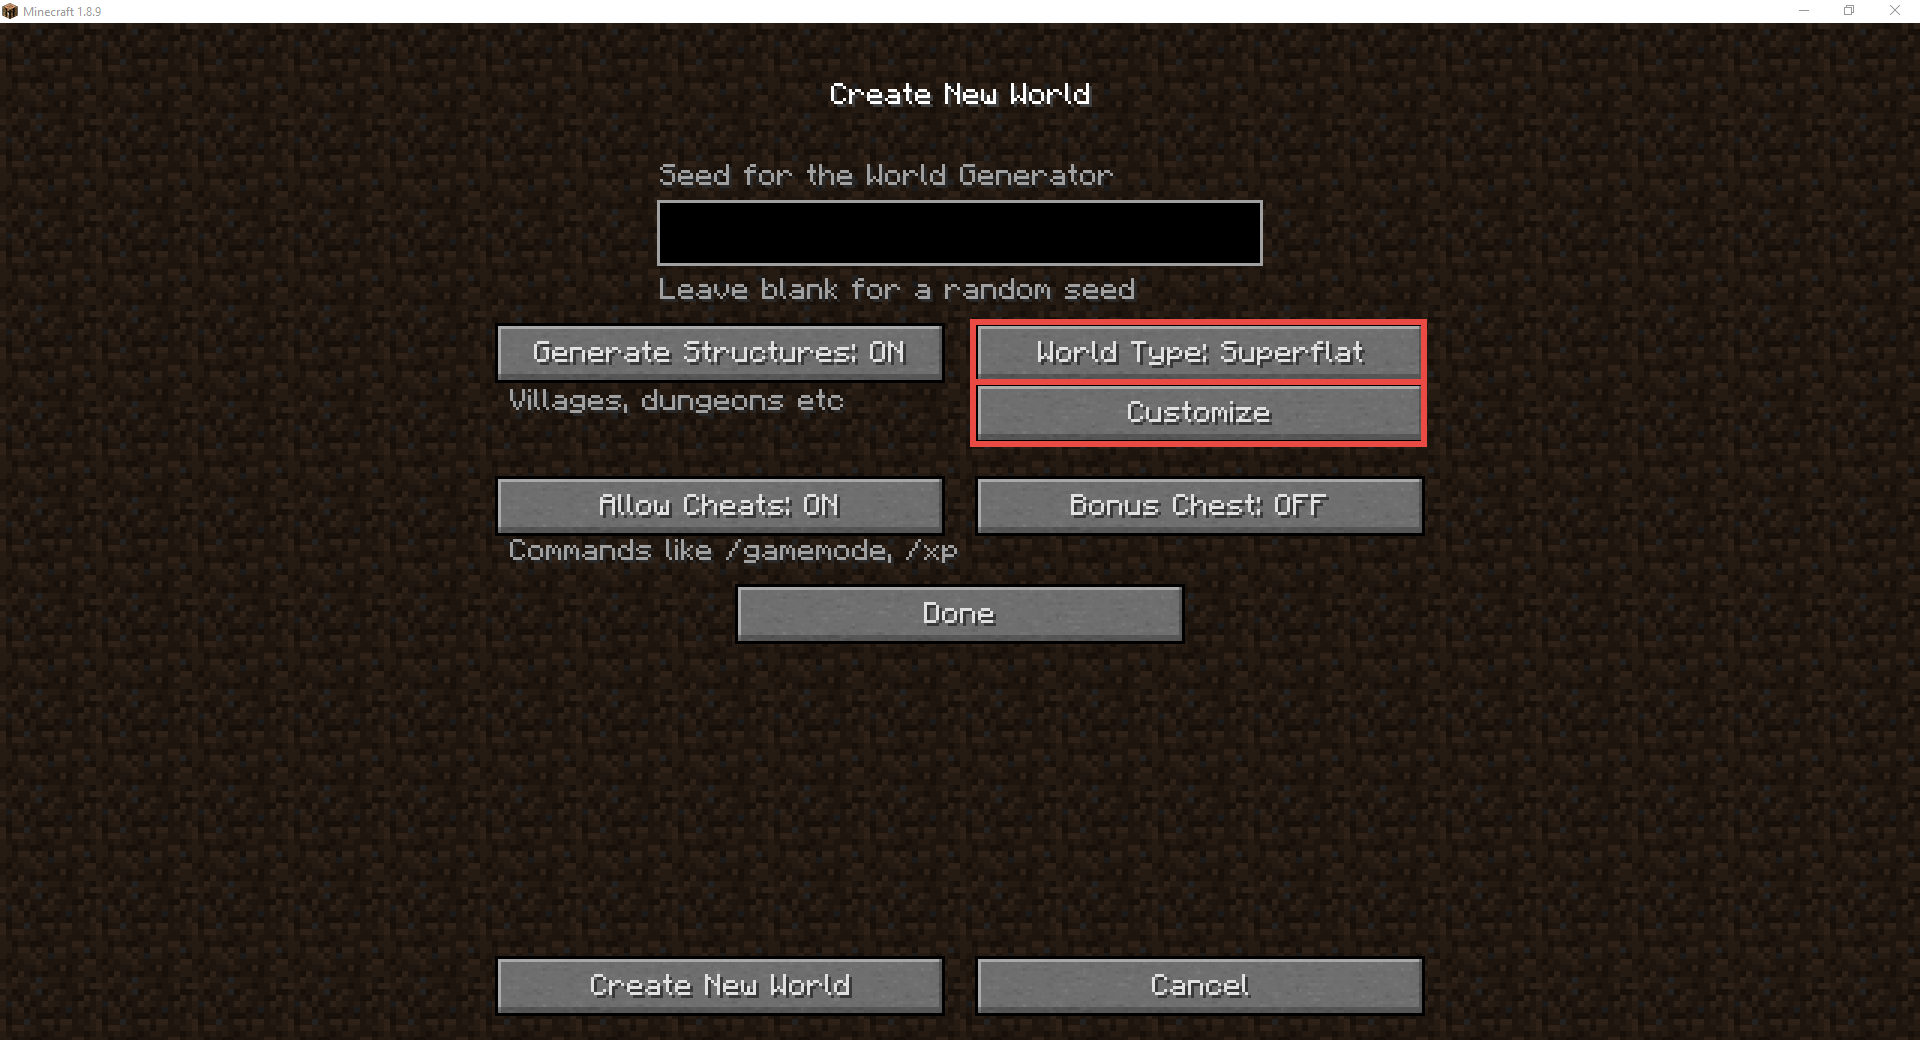 Minecraft 1.8.9
Create New World
Seed for the World Generator
Leave blank for a random seed
Generate Structures: ON
World Type: Superflat
Villages, dungeons etc
Customize
Allow Cheats: ON
Bonus Chest: OFF
Commands like /gamemode, /xp
Done
Create New World
Cancel